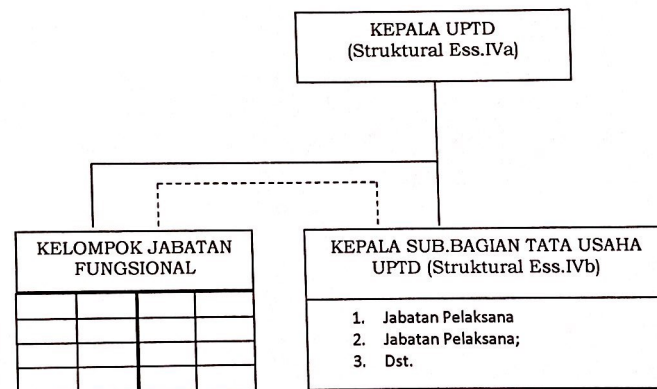 KEPALA UPTD
(Struktural Ess.IVa)
KELOMPOK JABATAN
FUNGSIONAL
KEPALA SUB.BAGIAN TATA USAHA
UPTD (Struktural Ess.IVb)
1. Jabatan Pelaksana
2. Jabatan Pelaksana;
3. Dst.